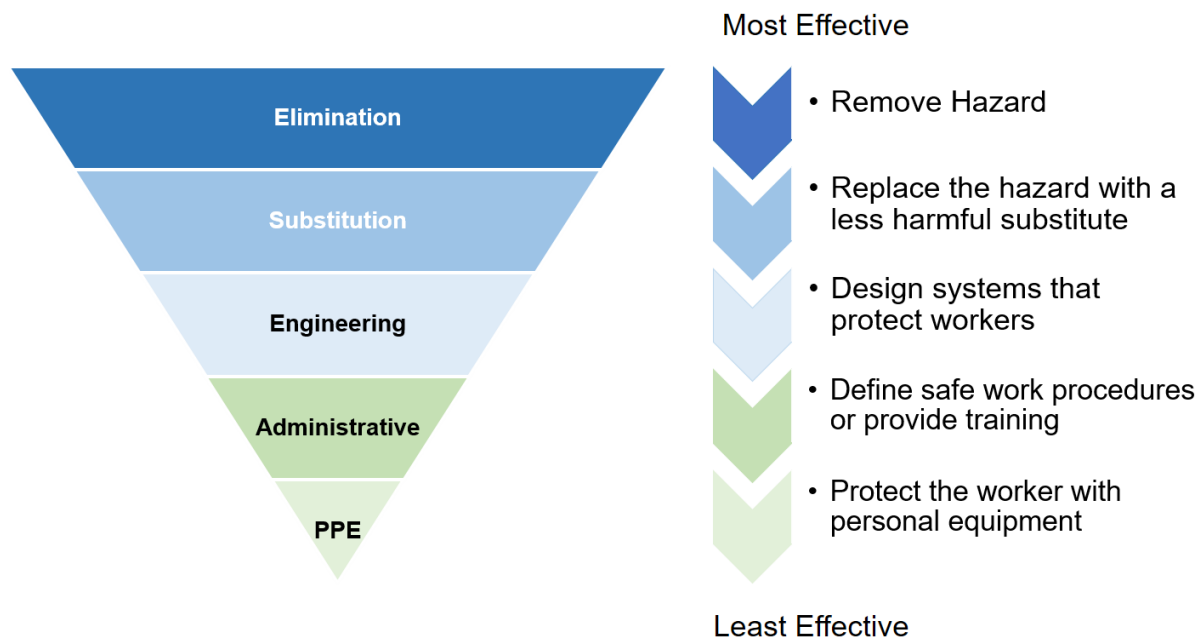 Most Effective
Elimination
• Remove Hazard
Substitution
• Replace the hazard with a
less harmful substitute
Engineering
• Design systems that
protect workers
Administrative
• Define safe work procedures
or provide training
PPE
• Protect the worker with
personal equipment
Least Effective